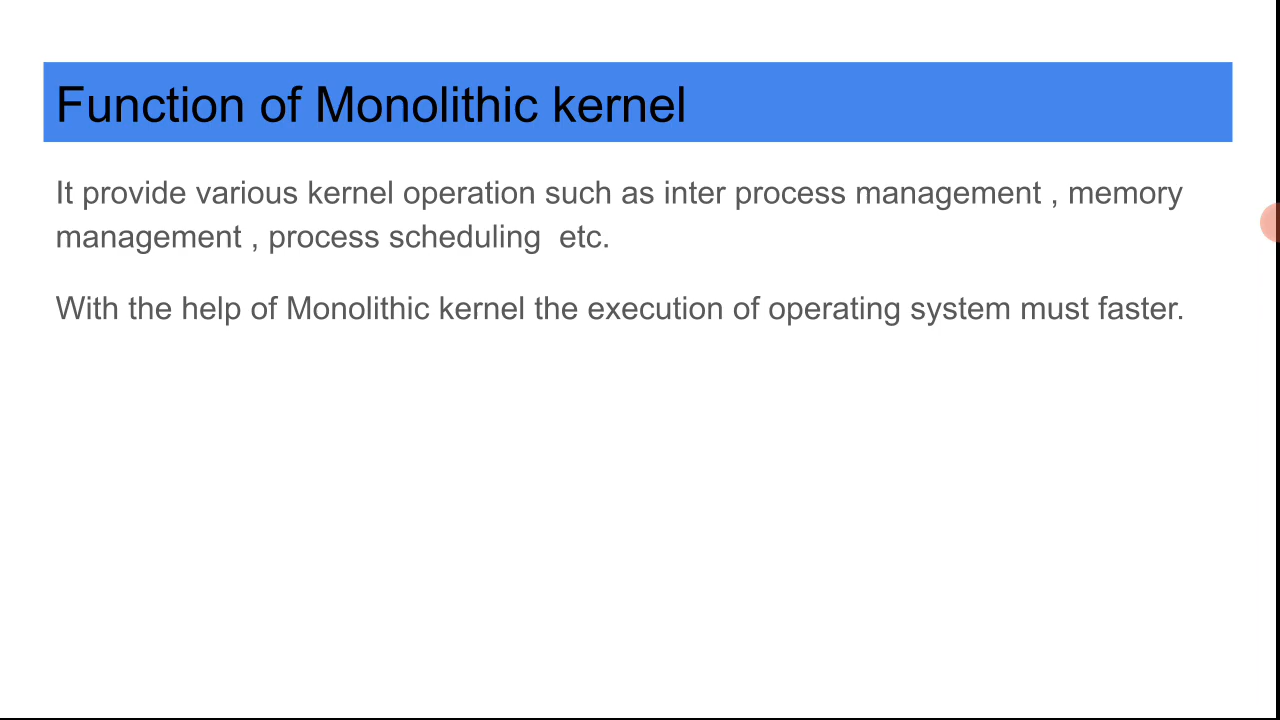 Function of Monolithic kernel
It provide various kernel operation such as inter process management , memory
management , process scheduling  etc.
With the help of Monolithic kernel the execution of operating system must faster.